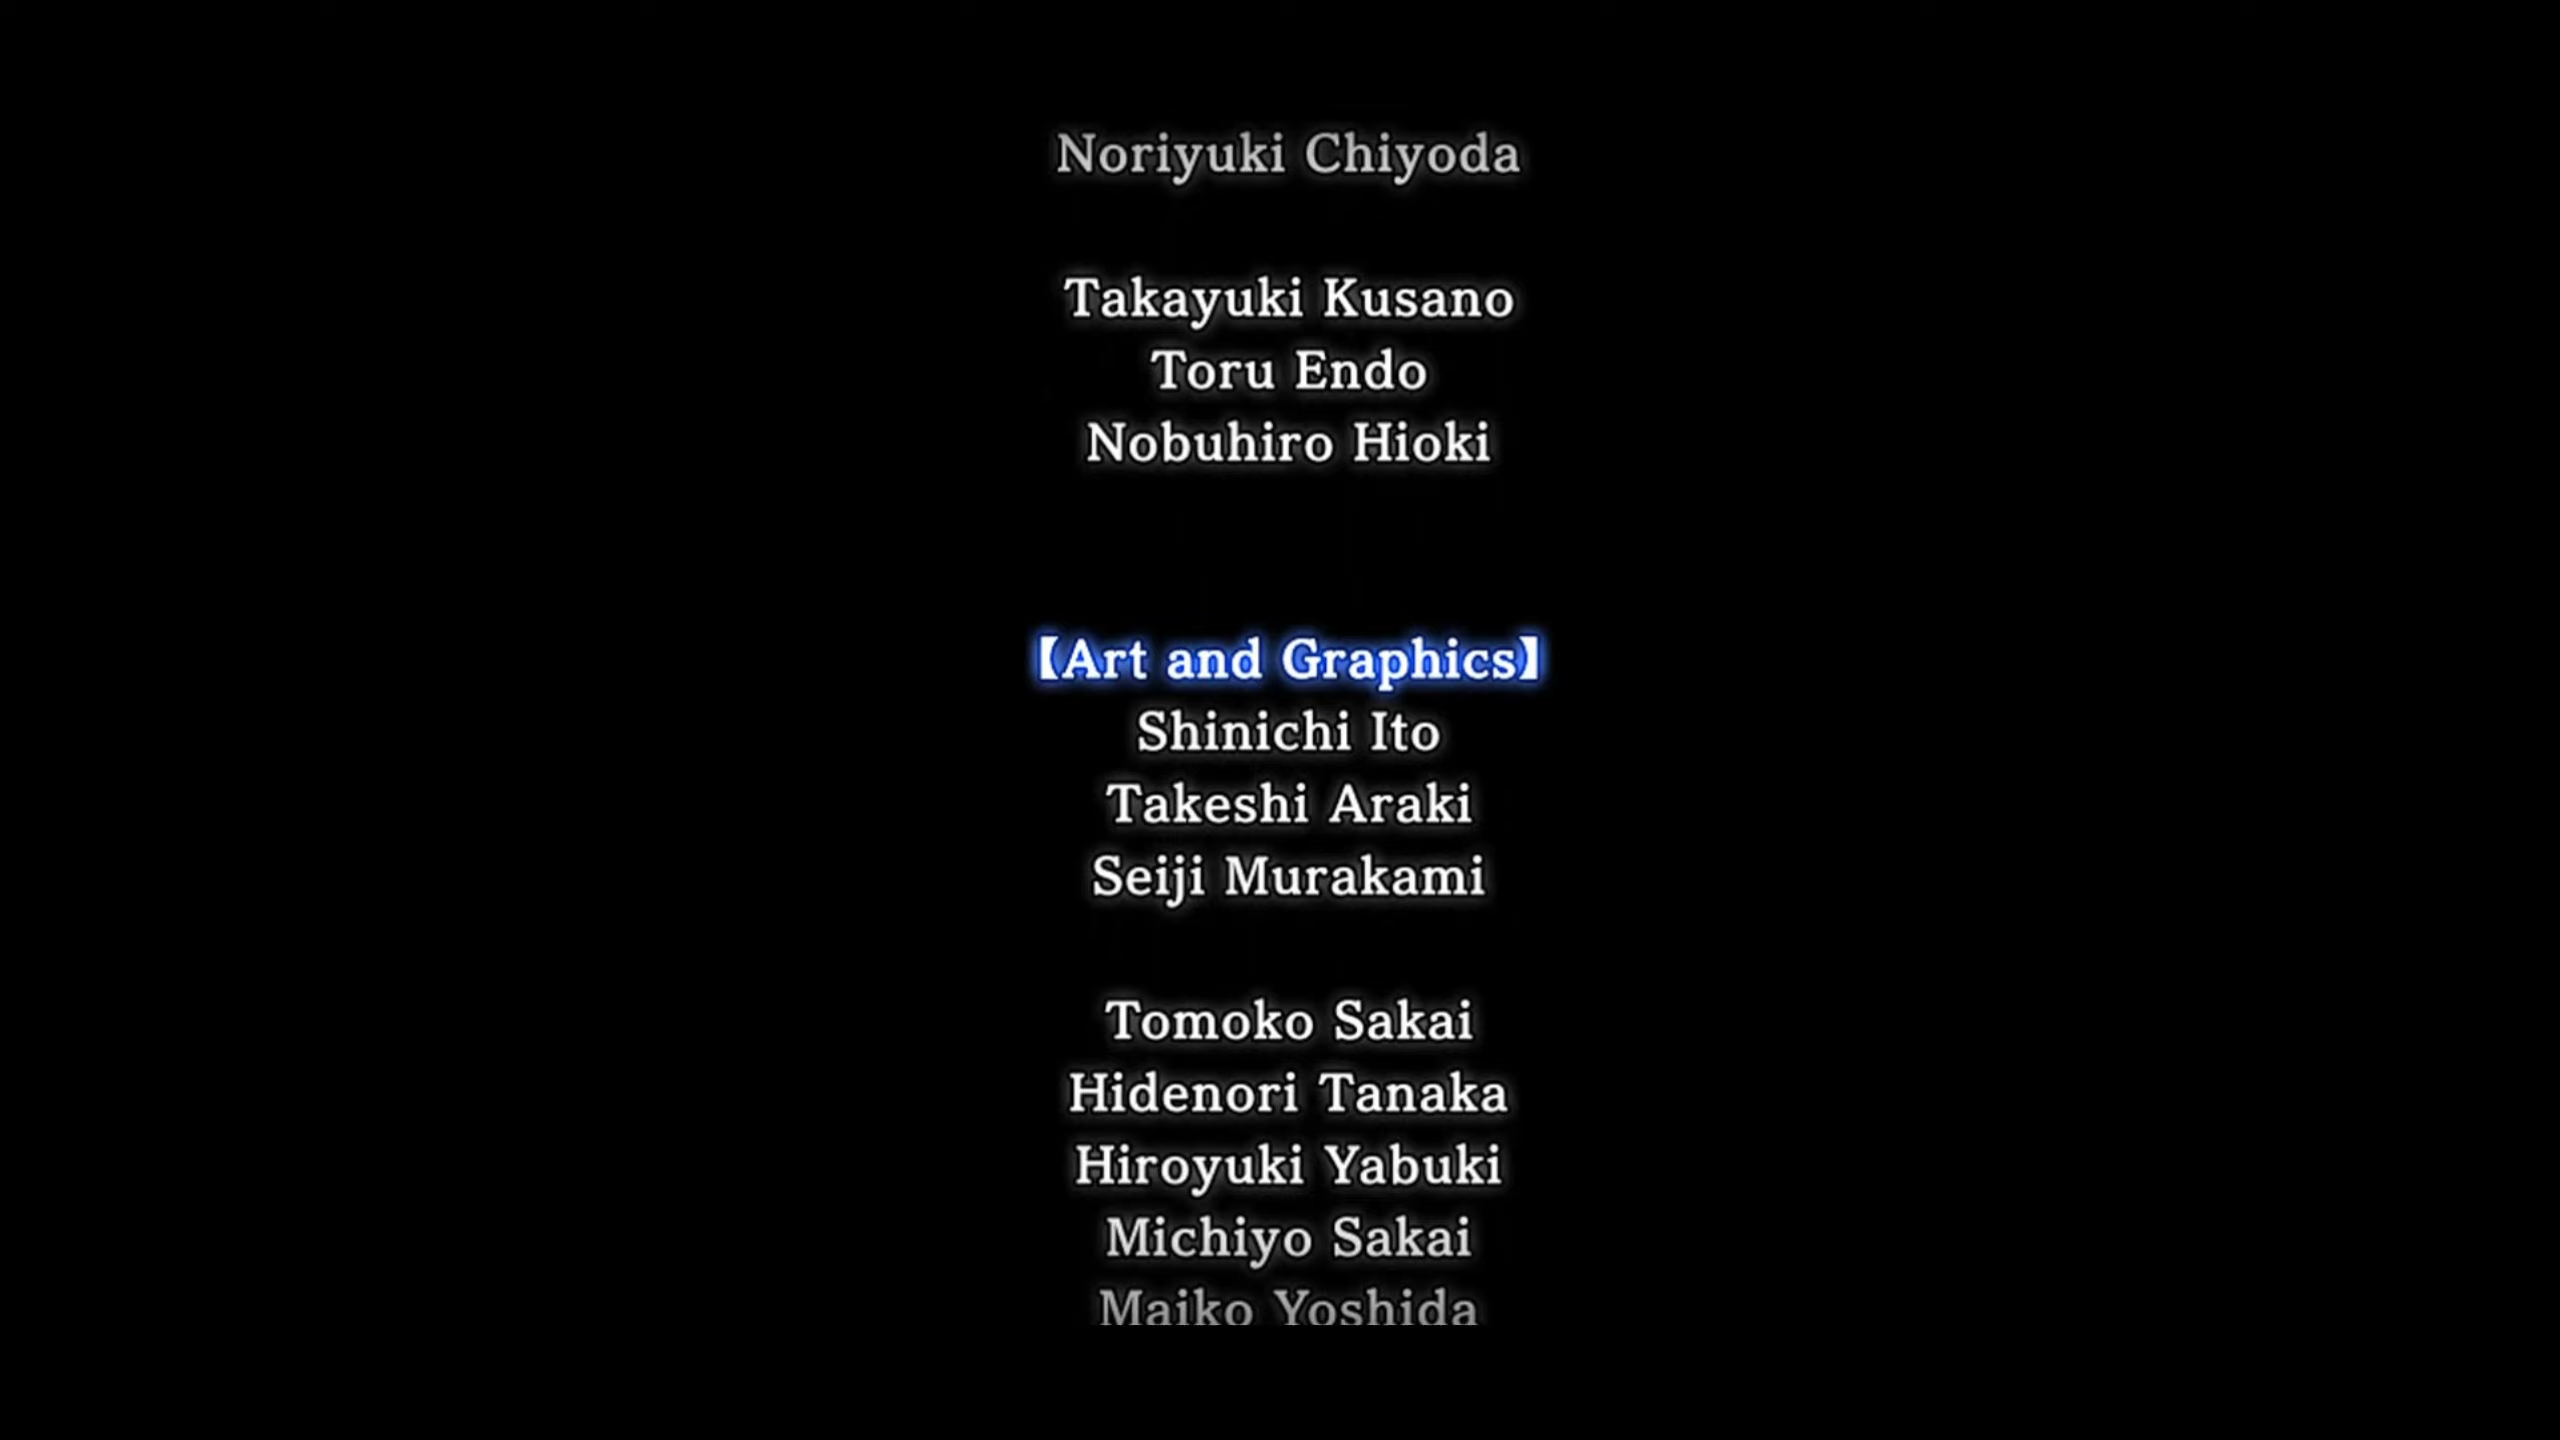 Noriyuki Chiyoda
Takayuki Kusano
Toru Endo
Nobuhiro Hioki
【Art and Graphics】
Shinichi Ito
Takeshi Araki
Seiji Murakami
Tomoko Sakai
Hidenori Tanaka
Hiroyuki Yabuki
Michiyo Sakai
Maiko Yoshida